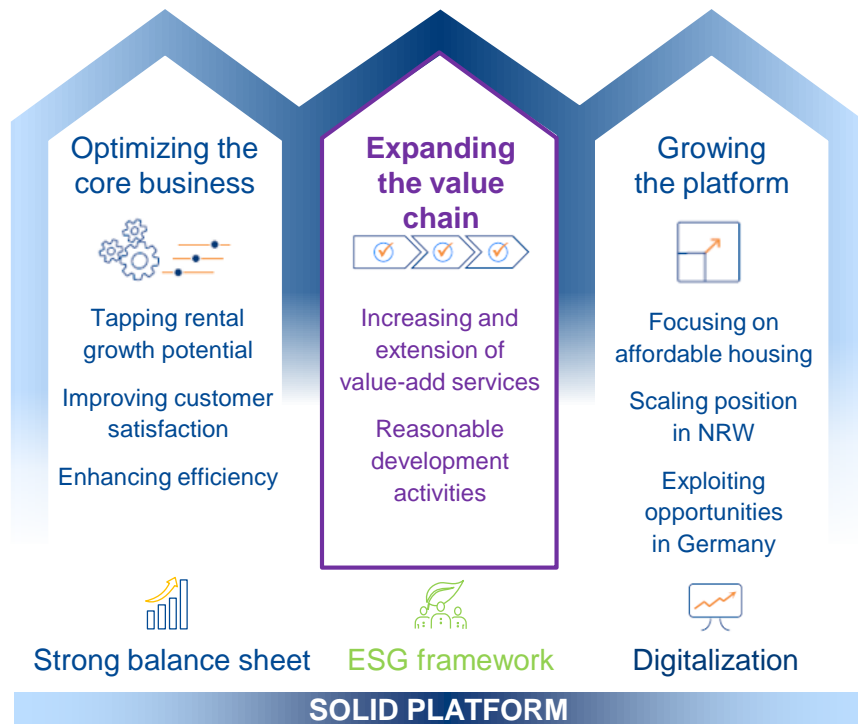 Optimizing the
core business
Tapping rental
growth potential
Improving customer
satisfaction
Enhancing efficiency
Expanding
the value
chain
Increasing and
extension of
value-add services
Reasonable
development
activities
Growing
the platform
Focusing on
affordable housing
Scaling position
in NRW
Exploiting
opportunities
in Germany
Strong balance sheet
ESG framework
Digitalization
SOLID PLATFORM